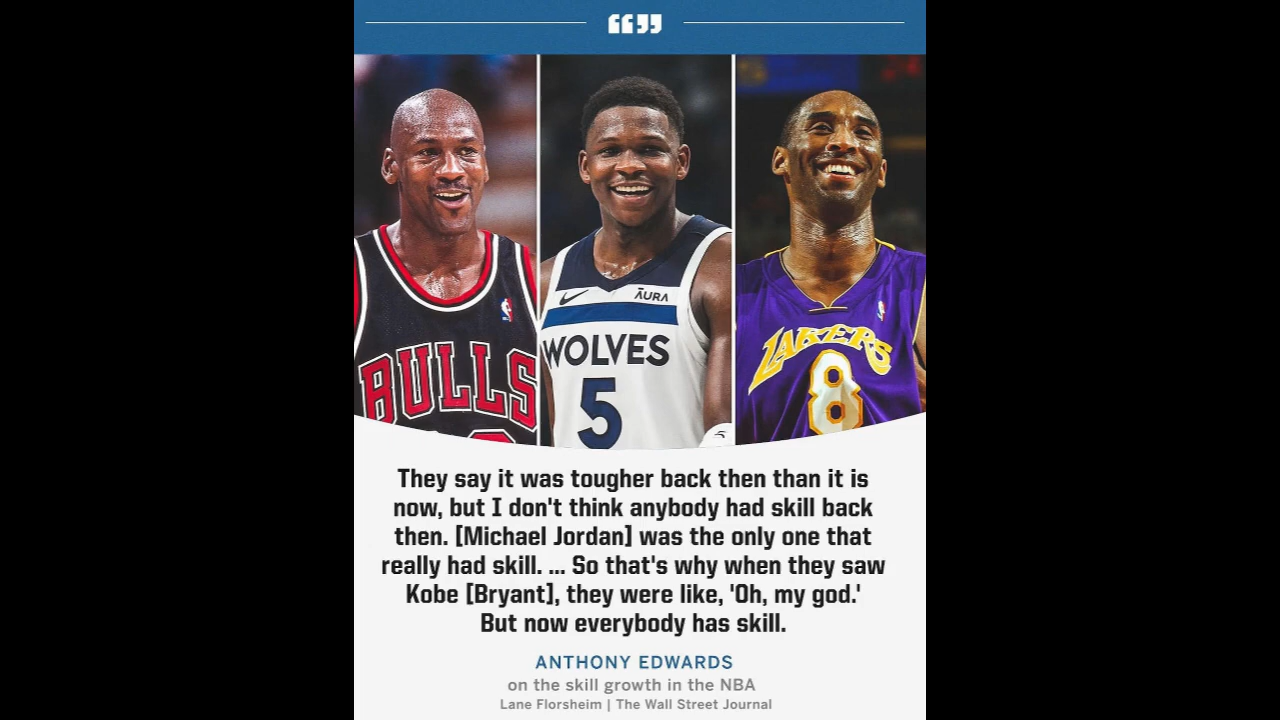 ĀURA
BULLS
WOLVES
5
LAKERS
8
They say it was tougher back then than it is
now, but I don't think anybody had skill back
then. [Michael Jordan] was the only one that
really had skill. ... So that's why when they saw
Kobe [Bryant], they were like, 'Oh, my god.'
But now everybody has skill.
ANTHONY EDWARDS
on the skill growth in the NBA
Lane Florsheim | The Wall Street Journal